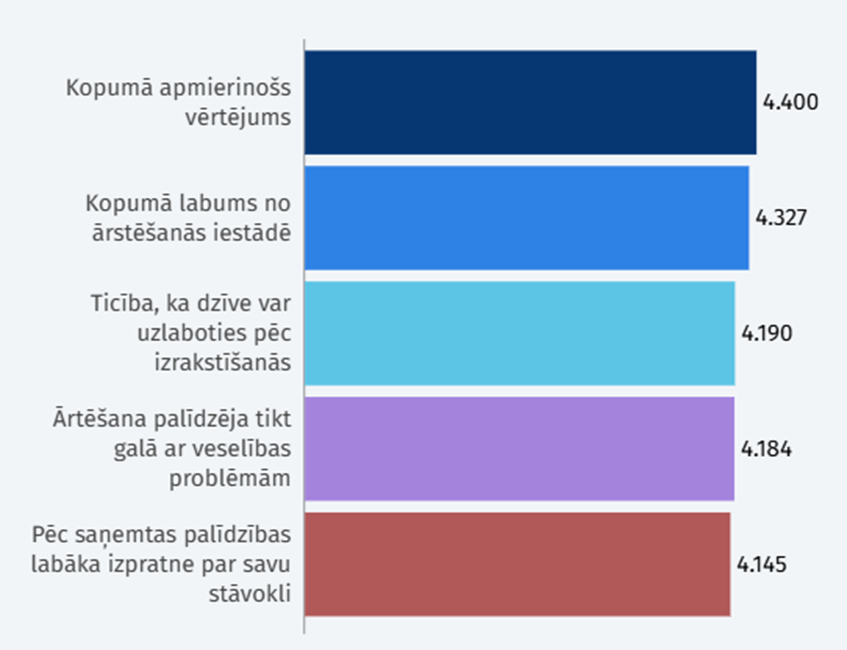 Kopumā apmierinošs
vērtējums
4.400
Kopumā labums no
ārstēšanās iestādē
4.327
Ticība, ka dzīve var
uzlaboties pēc
izrakstīšanās
4.190
Ārtēšana palīdzēja tikt
galā ar veselības
problēmām
4.184
Pēc saņemtas palīdzības
labāka izpratne par savu
stāvokli
4.145